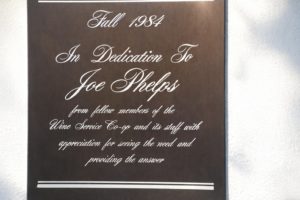 Fall 1984
In Dedication To
Joe Phelps
from fellow members of the
Wine Service Co-op and its staff with
appreciation for seeing the need and
providing the answer